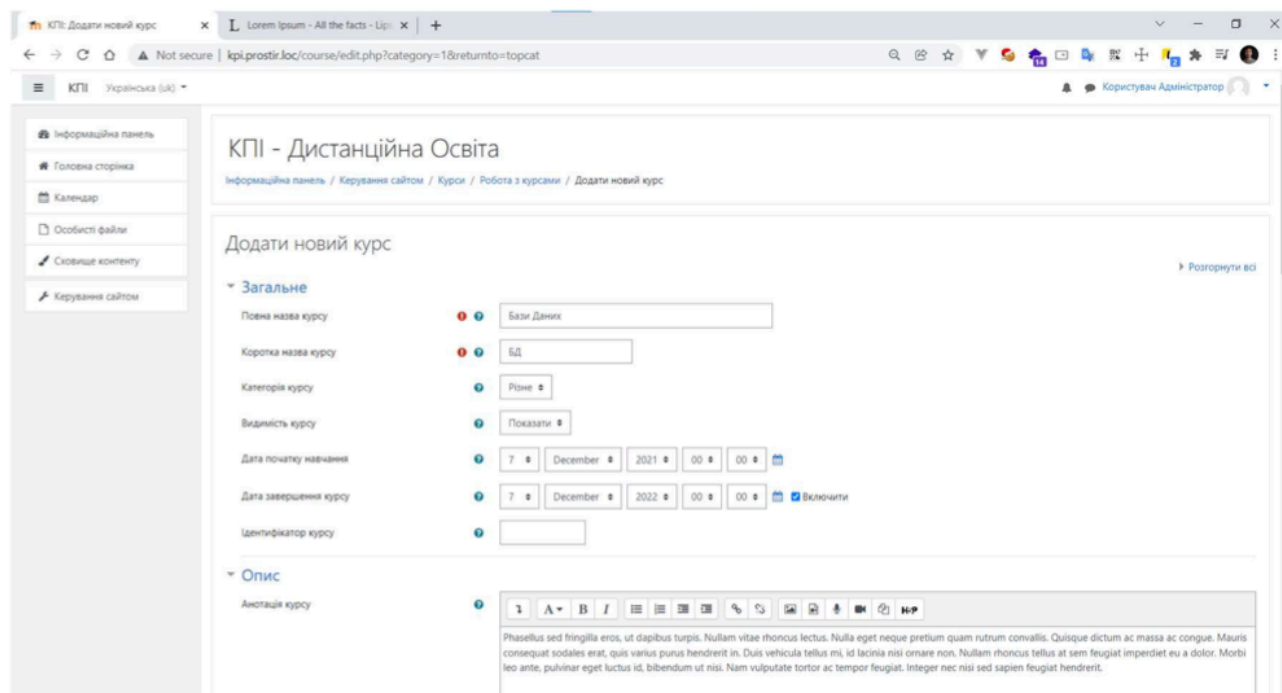 КПІ: Додати новий курс
Lorem Ipsum - All the facts - Lip
Not secure | kpi.prostir.loc/course/edit.php?category=1&returnto=topcat
14
2
КПІ Українська (uk)
Користувач Адміністратор
Інформаційна панель
Головна сторінка
Календар
Особисті файли
Сховище контенту
Керування сайтом
КПІ - Дистанційна Освіта
Інформаційна панель / Керування сайтом / Курси / Робота з курсами / Додати новий курс
Додати новий курс
Розгорнути всі
Загальне
Повна назва курсу Бази Даних
Коротка назва курсу БД
Категорія курсу Різне
Видимість курсу Показати
Дата початку навчання 7 December 2021 00 00
Дата завершення курсу 7 December 2022 00 00 Включити
Ідентифікатор курсу
Опис
Анотація курсу
A B I H-P
Phasellus sed fringilla eros, ut dapibus turpis. Nullam vitae rhoncus lectus. Nulla eget neque pretium quam rutrum convallis. Quisque dictum ac massa ac congue. Mauris
consequat sodales erat, quis varius purus hendrerit in. Duis vehicula tellus mi, id lacinia nisi ornare non. Nullam rhoncus tellus at sem feugiat imperdiet eu a dolor. Morbi
leo ante, pulvinar eget luctus id, bibendum ut nisi. Nam vulputate tortor ac tempor feugiat. Integer nec nisi sed sapien feugiat hendrerit.